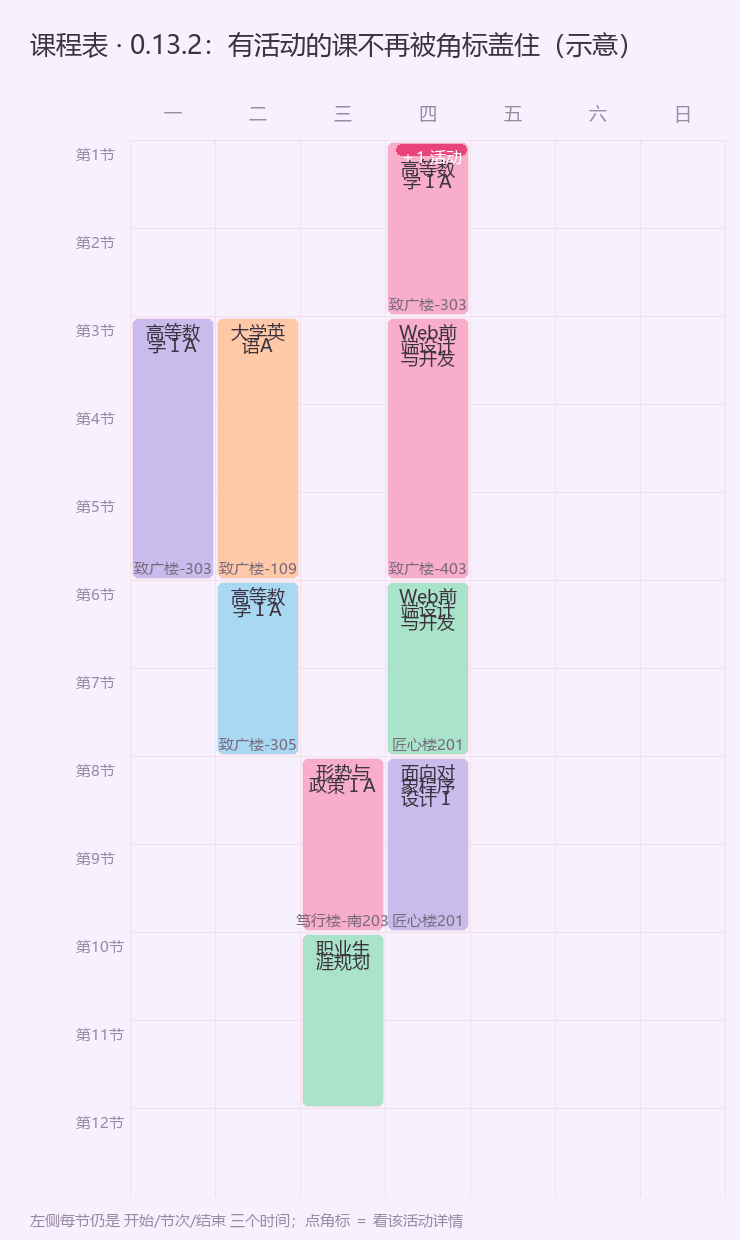 课程表 · 0.13.2：有活动的课不再被角标盖住（示意）
一 二 三 四 五 六 日
第1节
+1 活动
高等数
学 I A
致广楼-303
第2节
第3节
高等数
学 I A
致广楼-303
大学英
语A
致广楼-109
Web前
端设计
与开发
致广楼-403
第4节
第5节
第6节
高等数
学 I A
致广楼-305
Web前
端设计
与开发
匠心楼201
第7节
第8节
形势与
政策 I A
笃行楼-南203
面向对
象程序
设计 I
匠心楼201
第9节
第10节
职业生
涯规划
第11节
第12节
左侧每节仍是 开始/节次/结束 三个时间；点角标 = 看该活动详情